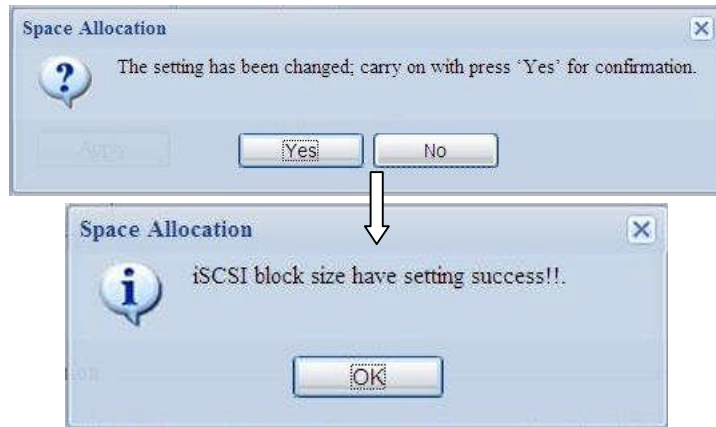 Space Allocation
The setting has been changed; carry on with press ‘Yes’ for confirmation.
Apply
Yes No
Space Allocation
iSCSI block size have setting success!!.
OK